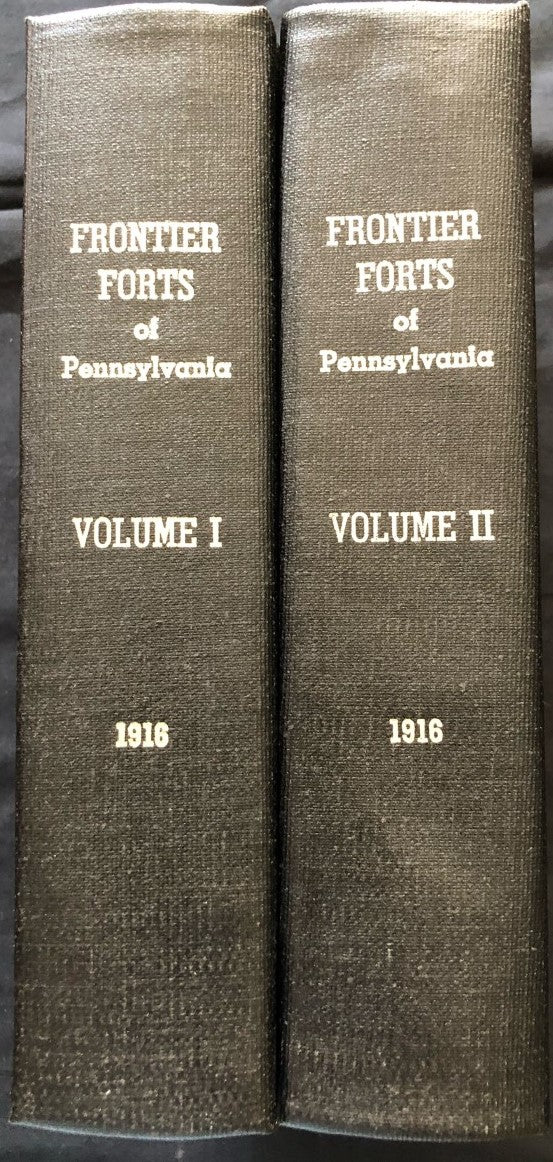 FRONTIER
FORTS
of
Pennsylvania
VOLUME I
1916
FRONTIER
FORTS
of
Pennsylvania
VOLUME II
1916